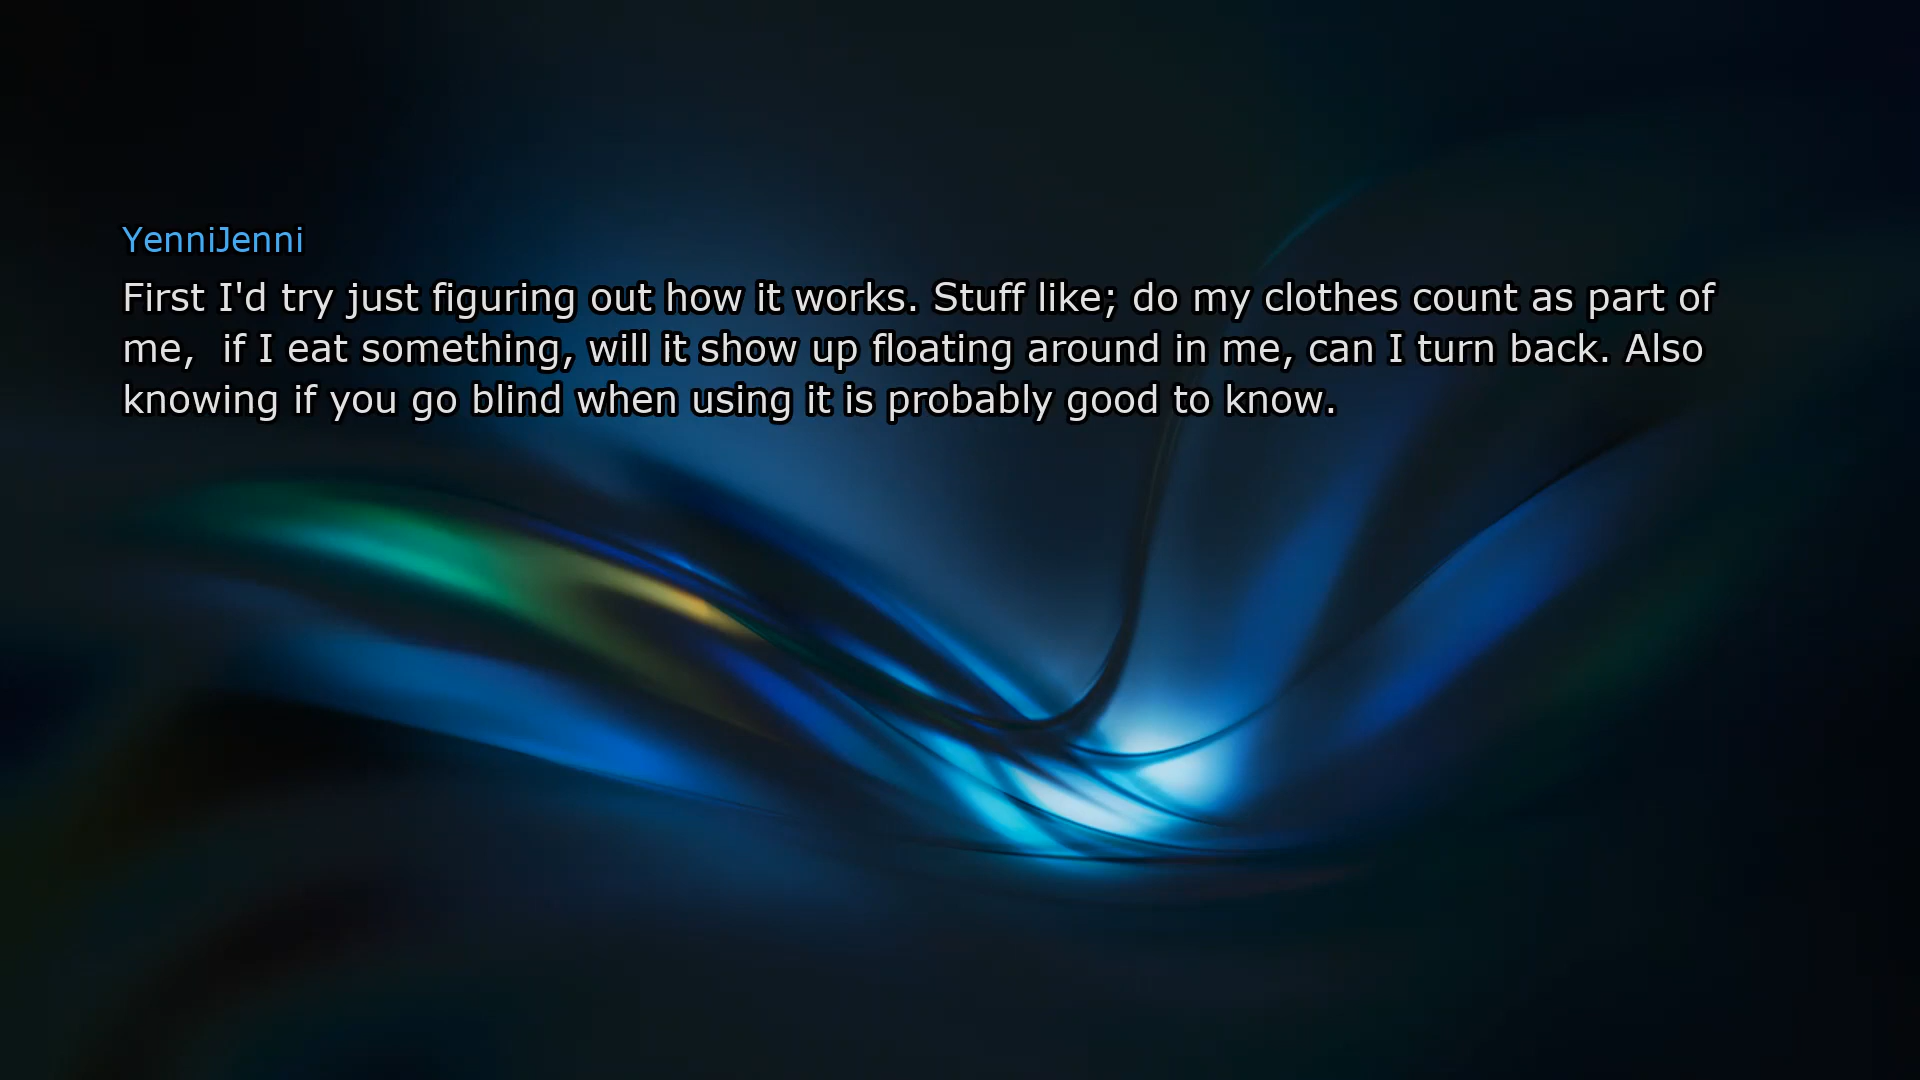 YenniJenni
First I'd try just figuring out how it works. Stuff like; do my clothes count as part of
me,  if I eat something, will it show up floating around in me, can I turn back. Also
knowing if you go blind when using it is probably good to know.